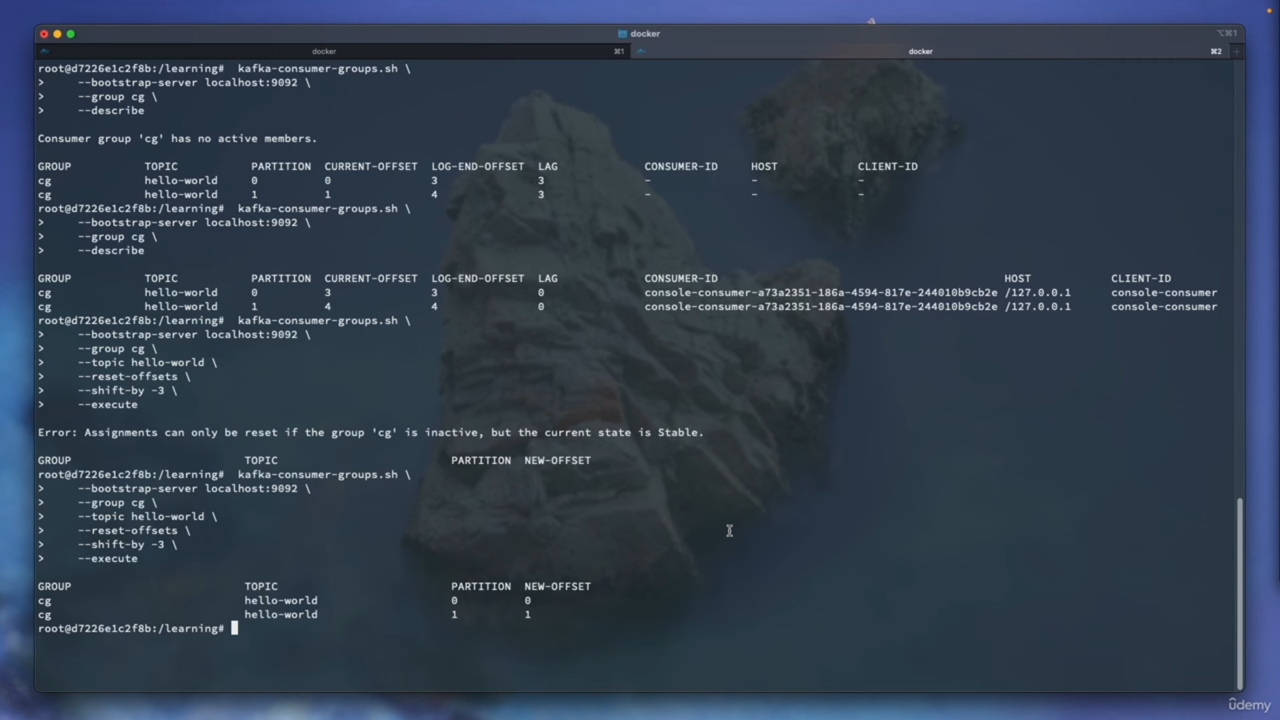 docker
⌥⌘1
docker ⌘1 docker ⌘2 +
root@d7226e1c2f8b:/learning# kafka-consumer-groups.sh \
> --bootstrap-server localhost:9092 \
> --group cg \
> --describe
Consumer group 'cg' has no active members.
GROUP TOPIC PARTITION CURRENT-OFFSET LOG-END-OFFSET LAG CONSUMER-ID HOST CLIENT-ID
cg hello-world 0 0 3 3 - - -
cg hello-world 1 1 4 3 - - -
root@d7226e1c2f8b:/learning# kafka-consumer-groups.sh \
> --bootstrap-server localhost:9092 \
> --group cg \
> --describe
GROUP TOPIC PARTITION CURRENT-OFFSET LOG-END-OFFSET LAG CONSUMER-ID HOST CLIENT-ID
cg hello-world 0 3 3 0 console-consumer-a73a2351-186a-4594-817e-244010b9cb2e /127.0.0.1 console-consumer
cg hello-world 1 4 4 0 console-consumer-a73a2351-186a-4594-817e-244010b9cb2e /127.0.0.1 console-consumer
root@d7226e1c2f8b:/learning# kafka-consumer-groups.sh \
> --bootstrap-server localhost:9092 \
> --group cg \
> --topic hello-world \
> --reset-offsets \
> --shift-by -3 \
> --execute
Error: Assignments can only be reset if the group 'cg' is inactive, but the current state is Stable.
GROUP TOPIC PARTITION NEW-OFFSET
root@d7226e1c2f8b:/learning# kafka-consumer-groups.sh \
> --bootstrap-server localhost:9092 \
> --group cg \
> --topic hello-world \
> --reset-offsets \
> --shift-by -3 \
> --execute
GROUP TOPIC PARTITION NEW-OFFSET
cg hello-world 0 0
cg hello-world 1 1
root@d7226e1c2f8b:/learning#
ûdemy